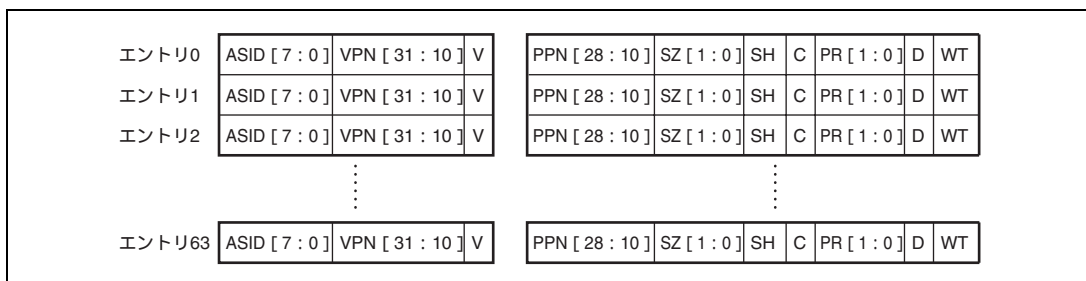 エントリ0 ASID [ 7 : 0 ] VPN [ 31 : 10 ] V PPN [ 28 : 10 ] SZ [ 1 : 0 ] SH C PR [ 1 : 0 ] D WT
エントリ1 ASID [ 7 : 0 ] VPN [ 31 : 10 ] V PPN [ 28 : 10 ] SZ [ 1 : 0 ] SH C PR [ 1 : 0 ] D WT
エントリ2 ASID [ 7 : 0 ] VPN [ 31 : 10 ] V PPN [ 28 : 10 ] SZ [ 1 : 0 ] SH C PR [ 1 : 0 ] D WT
エントリ63 ASID [ 7 : 0 ] VPN [ 31 : 10 ] V PPN [ 28 : 10 ] SZ [ 1 : 0 ] SH C PR [ 1 : 0 ] D WT